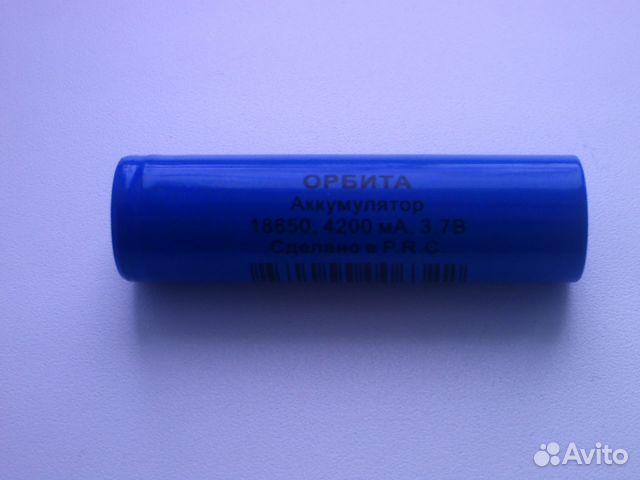 ОРБИТА
Аккумулятор
18650, 4200 мА, 3,7В
Сделано в P.R.C.
Avito